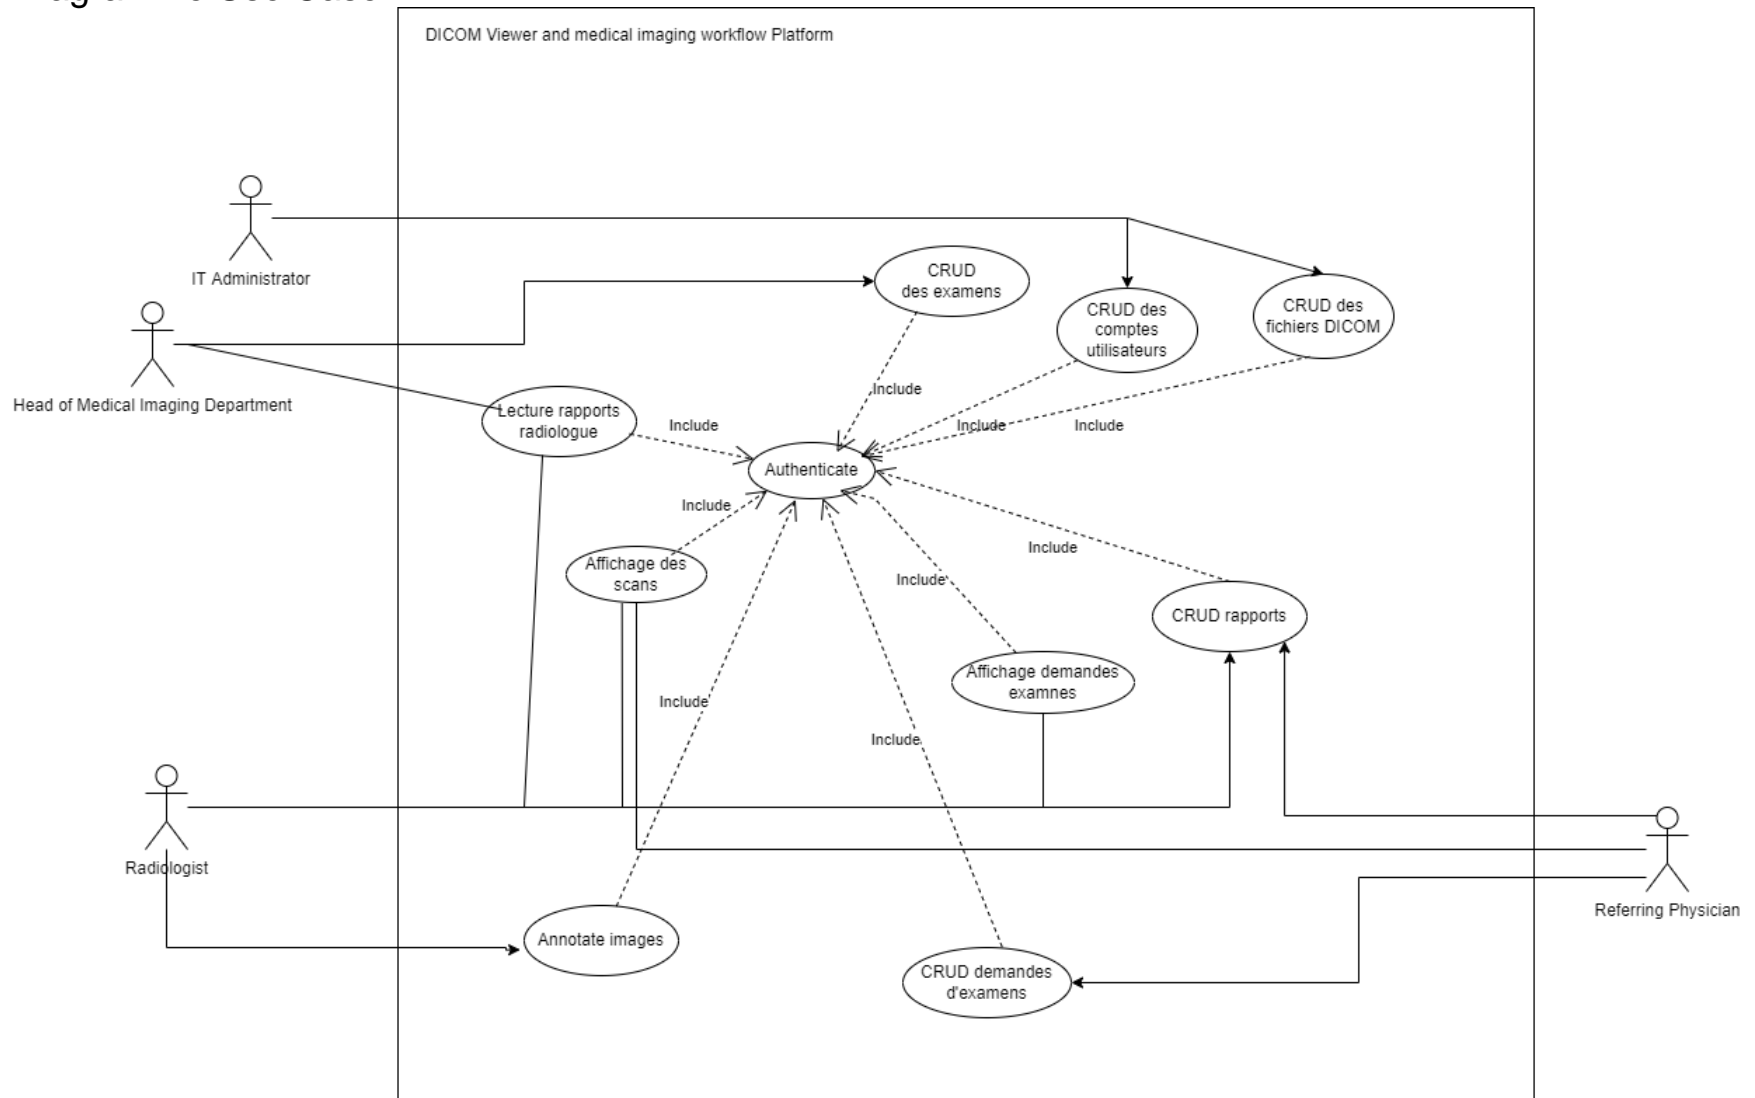 DICOM Viewer and medical imaging workflow Platform
IT Administrator
CRUD
des examens
CRUD des
comptes
utilisateurs
CRUD des
fichiers DICOM
Head of Medical Imaging Department
Lecture rapports
radiologue
Include
Include
Include
Include
Authenticate
Include
Affichage des
scans
Include
Include
CRUD rapports
Affichage demandes
examnes
Include
Include
Radiologist
Referring Physician
Annotate images
CRUD demandes
d'examens